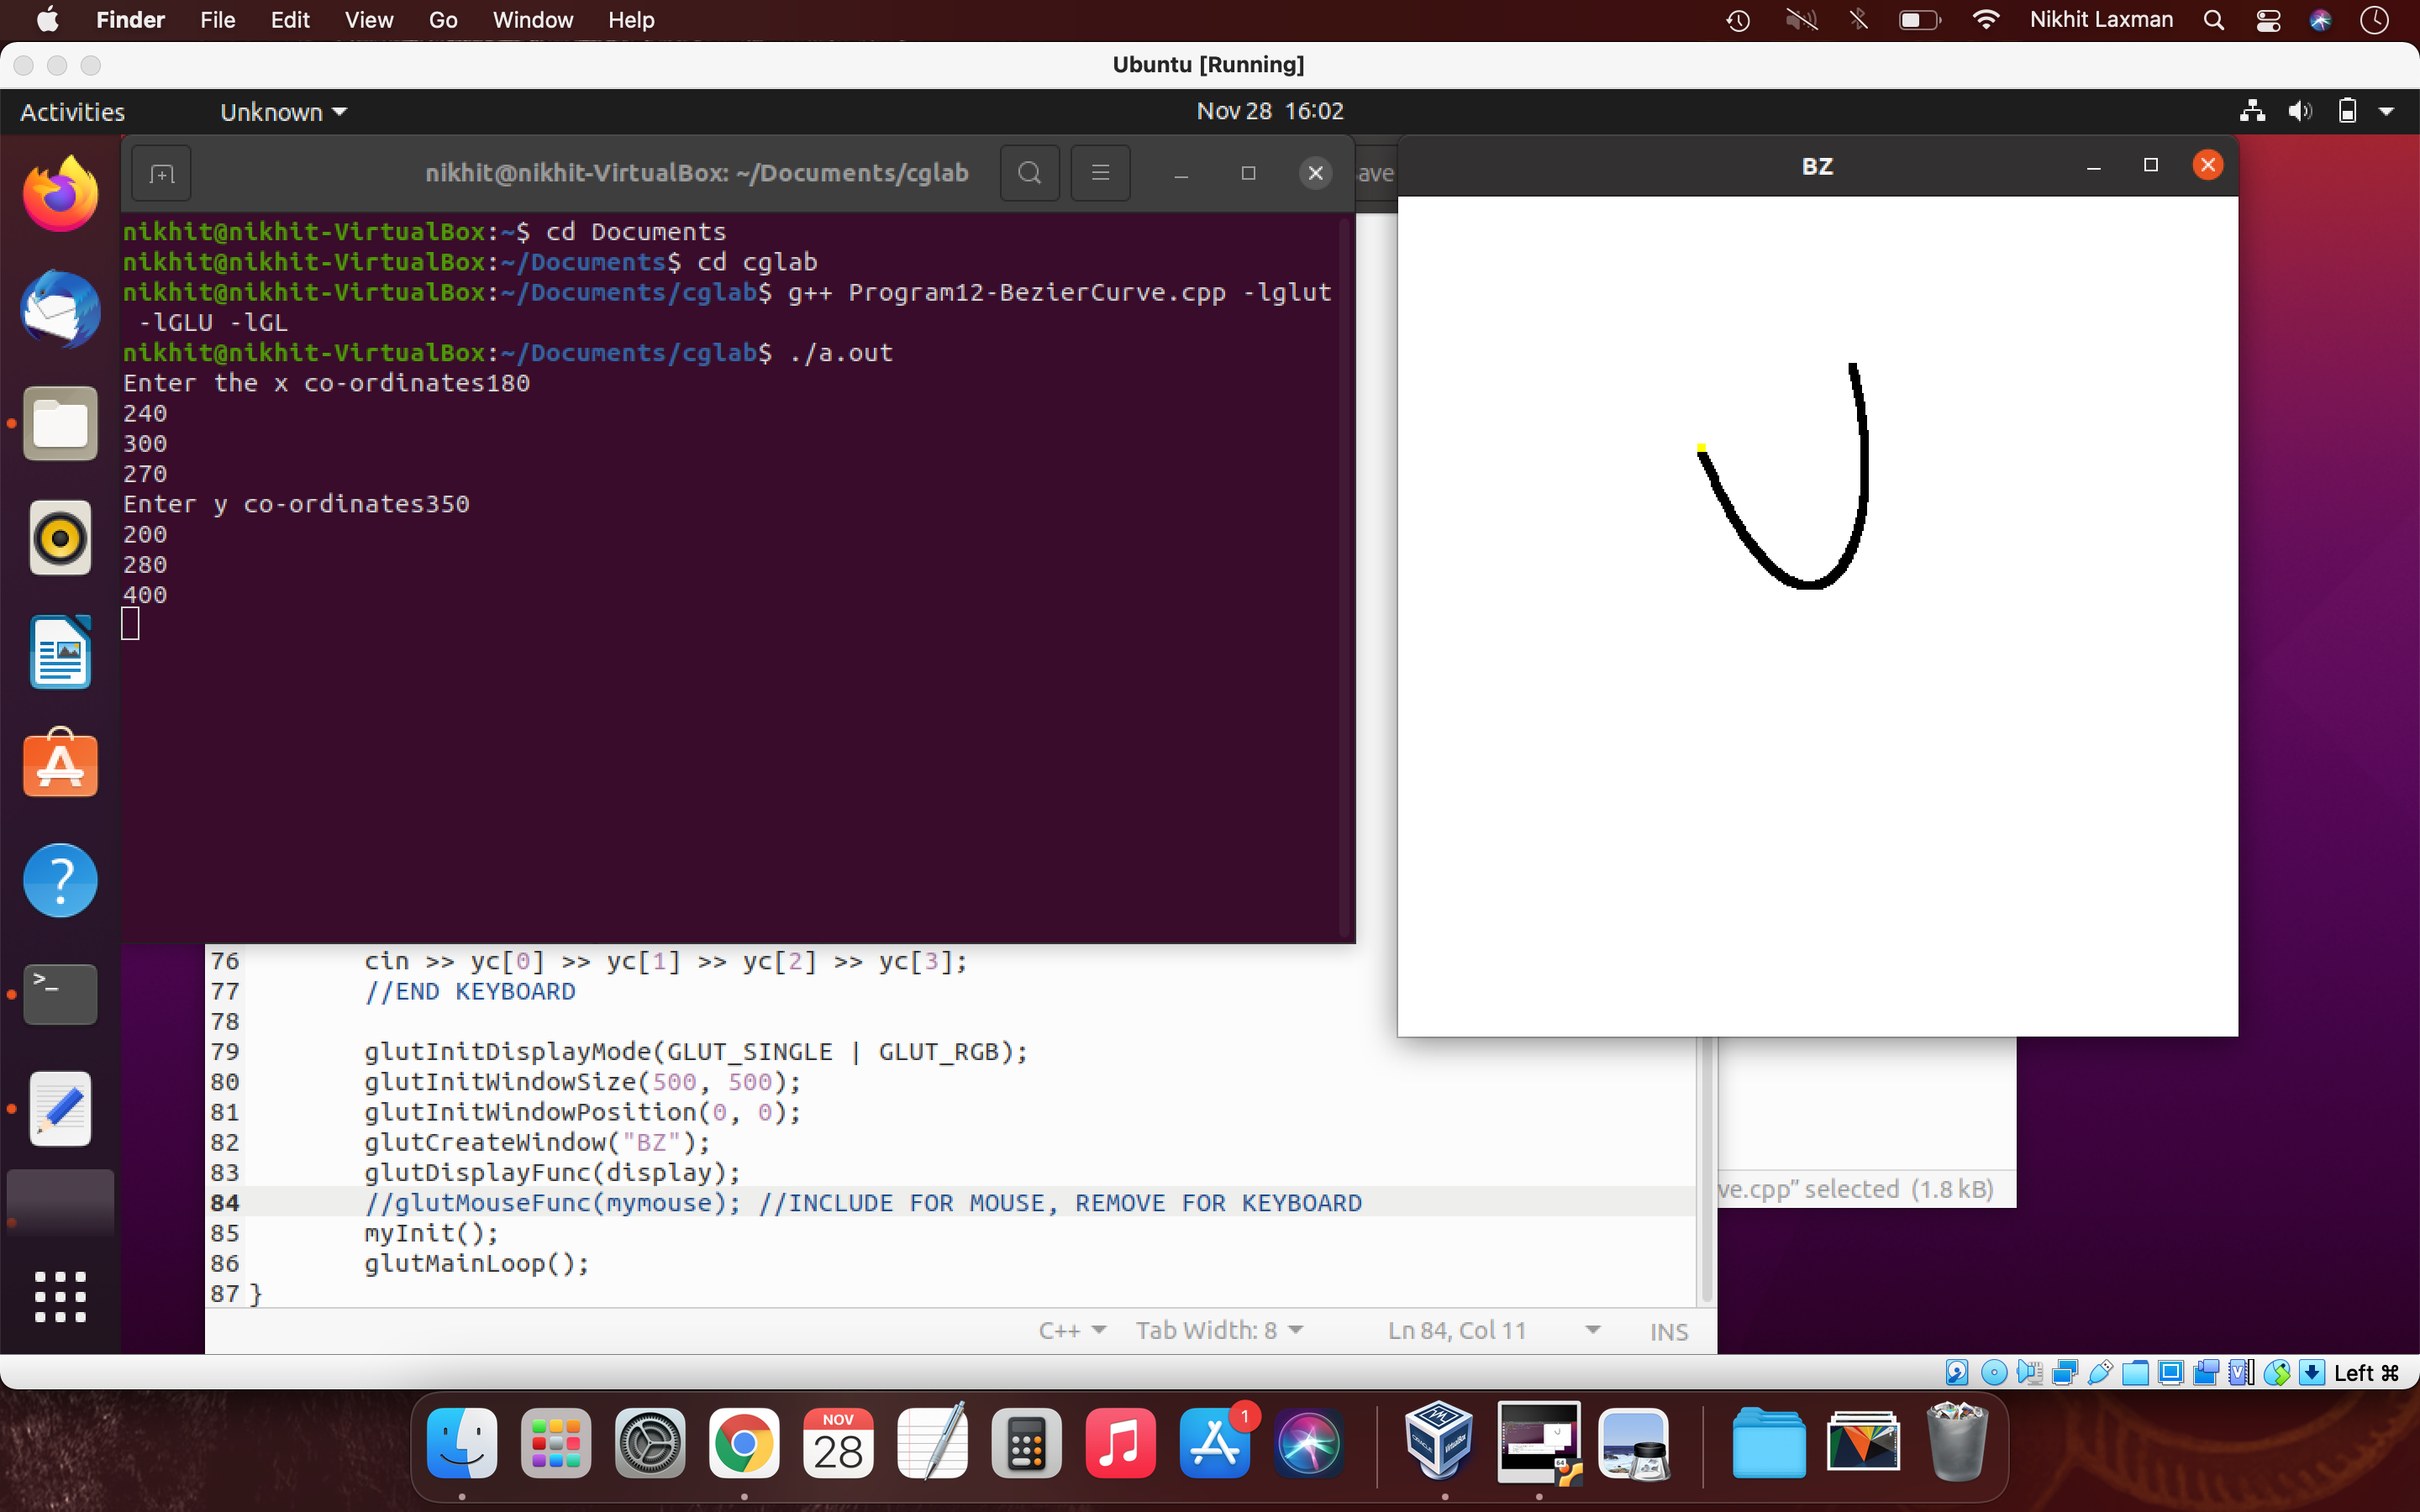 Finder File Edit View Go Window Help Nikhit Laxman
Ubuntu [Running]
Activities Unknown Nov 28 16:02
nikhit@nikhit-VirtualBox: ~/Documents/cglab
ave
BZ
nikhit@nikhit-VirtualBox:~$ cd Documents
nikhit@nikhit-VirtualBox:~/Documents$ cd cglab
nikhit@nikhit-VirtualBox:~/Documents/cglab$ g++ Program12-BezierCurve.cpp -lglut
-lGLU -lGL
nikhit@nikhit-VirtualBox:~/Documents/cglab$ ./a.out
Enter the x co-ordinates180
240
300
270
Enter y co-ordinates350
200
280
400
76 cin >> yc[0] >> yc[1] >> yc[2] >> yc[3];
77 //END KEYBOARD
78
79 glutInitDisplayMode(GLUT_SINGLE | GLUT_RGB);
80 glutInitWindowSize(500, 500);
81 glutInitWindowPosition(0, 0);
82 glutCreateWindow("BZ");
83 glutDisplayFunc(display);
84 //glutMouseFunc(mymouse); //INCLUDE FOR MOUSE, REMOVE FOR KEYBOARD
85 myInit();
86 glutMainLoop();
87 }
ve.cpp” selected (1.8 kB)
C++ Tab Width: 8 Ln 84, Col 11 INS
Left ⌘
NOV
28
1